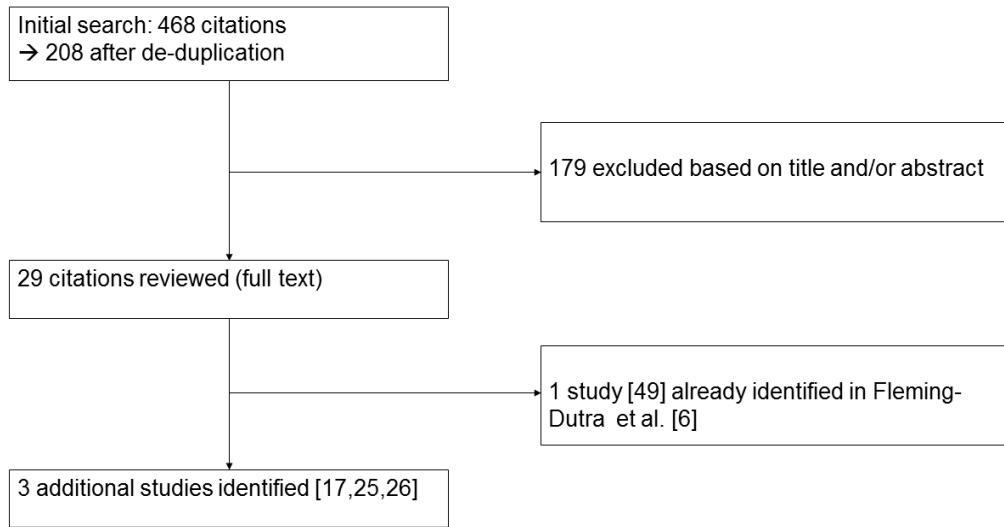 Initial search: 468 citations
→ 208 after de-duplication
179 excluded based on title and/or abstract
29 citations reviewed (full text)
1 study [49] already identified in Fleming-
Dutra et al. [6]
3 additional studies identified [17,25,26]